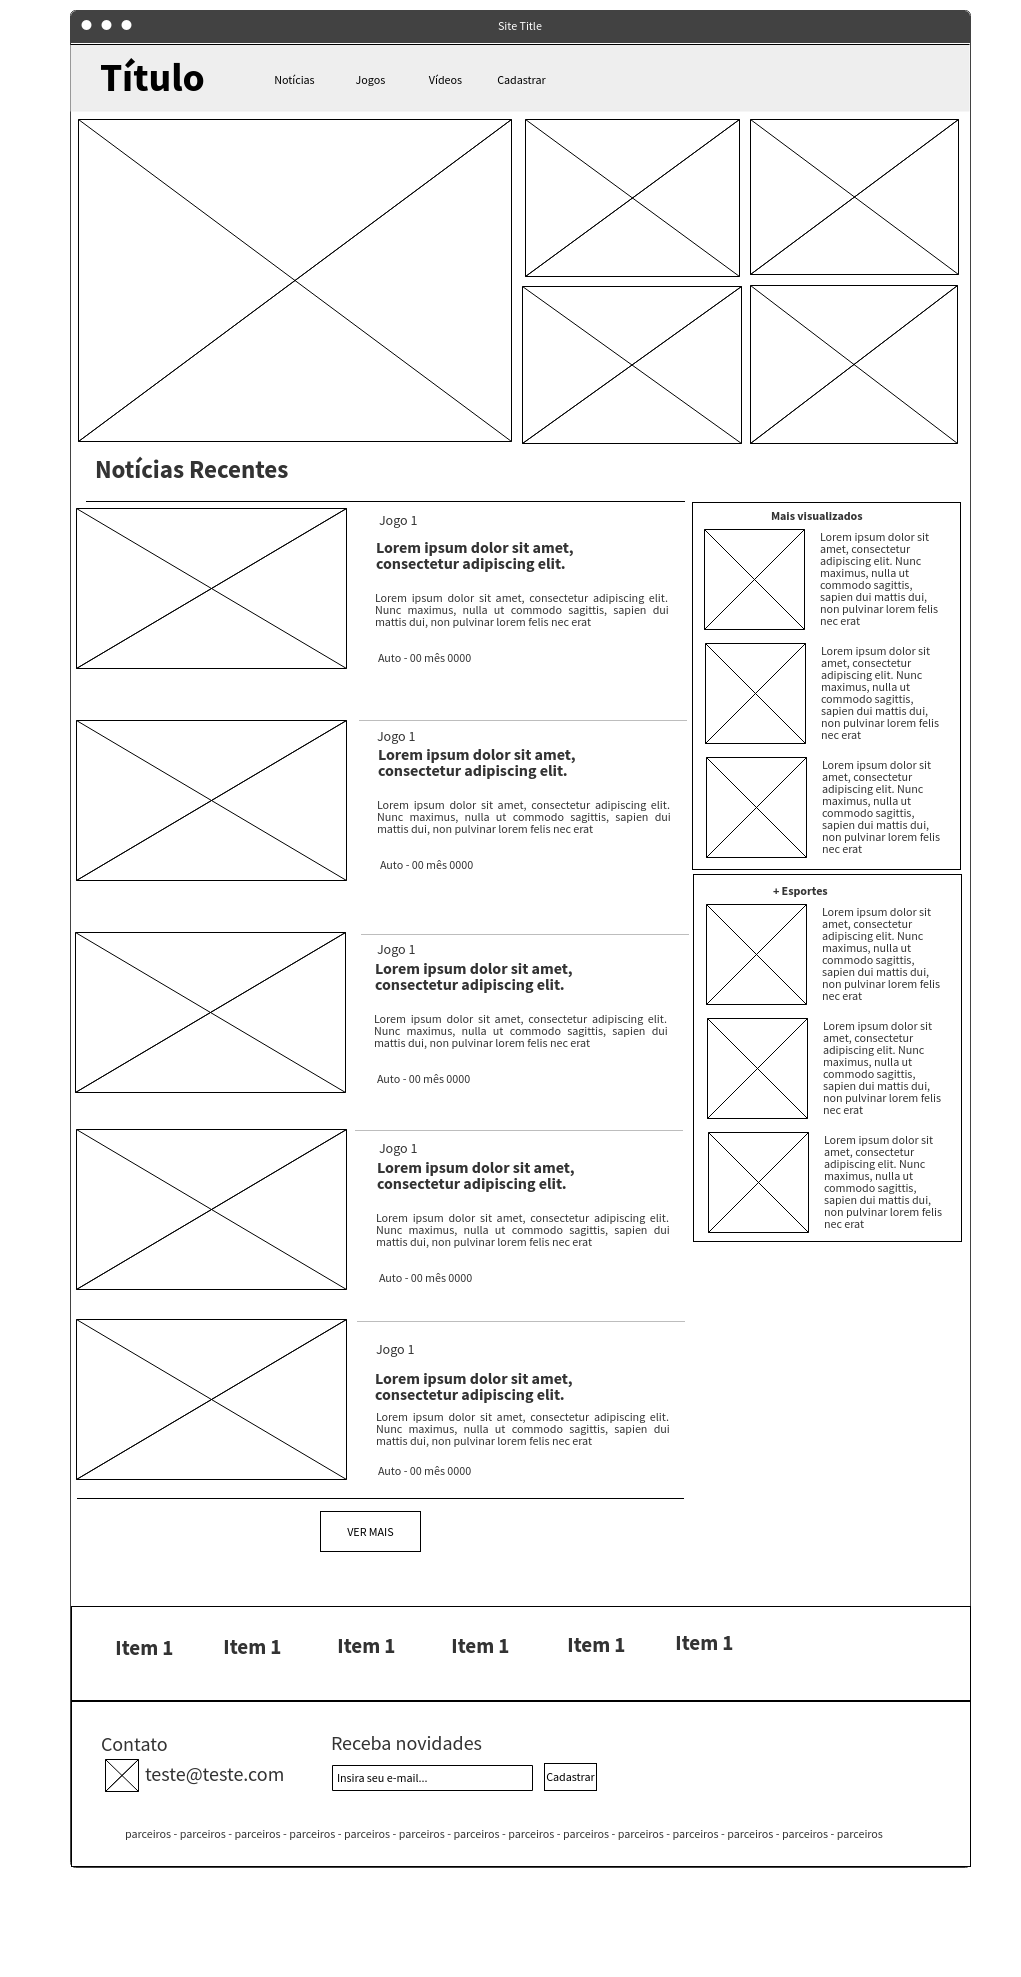 Site Title
Título
Notícias
Jogos
Vídeos
Cadastrar
Notícias Recentes
Jogo 1
Lorem ipsum dolor sit amet,
consectetur adipiscing elit.
Lorem ipsum dolor sit amet, consectetur adipiscing elit.
Nunc maximus, nulla ut commodo sagittis, sapien dui
mattis dui, non pulvinar lorem felis nec erat
Auto - 00 mês 0000
Jogo 1
Lorem ipsum dolor sit amet,
consectetur adipiscing elit.
Lorem ipsum dolor sit amet, consectetur adipiscing elit.
Nunc maximus, nulla ut commodo sagittis, sapien dui
mattis dui, non pulvinar lorem felis nec erat
Auto - 00 mês 0000
Jogo 1
Lorem ipsum dolor sit amet,
consectetur adipiscing elit.
Lorem ipsum dolor sit amet, consectetur adipiscing elit.
Nunc maximus, nulla ut commodo sagittis, sapien dui
mattis dui, non pulvinar lorem felis nec erat
Auto - 00 mês 0000
Jogo 1
Lorem ipsum dolor sit amet,
consectetur adipiscing elit.
Lorem ipsum dolor sit amet, consectetur adipiscing elit.
Nunc maximus, nulla ut commodo sagittis, sapien dui
mattis dui, non pulvinar lorem felis nec erat
Auto - 00 mês 0000
Jogo 1
Lorem ipsum dolor sit amet,
consectetur adipiscing elit.
Lorem ipsum dolor sit amet, consectetur adipiscing elit.
Nunc maximus, nulla ut commodo sagittis, sapien dui
mattis dui, non pulvinar lorem felis nec erat
Auto - 00 mês 0000
VER MAIS
Mais visualizados
Lorem ipsum dolor sit
amet, consectetur
adipiscing elit. Nunc
maximus, nulla ut
commodo sagittis,
sapien dui mattis dui,
non pulvinar lorem felis
nec erat
Lorem ipsum dolor sit
amet, consectetur
adipiscing elit. Nunc
maximus, nulla ut
commodo sagittis,
sapien dui mattis dui,
non pulvinar lorem felis
nec erat
Lorem ipsum dolor sit
amet, consectetur
adipiscing elit. Nunc
maximus, nulla ut
commodo sagittis,
sapien dui mattis dui,
non pulvinar lorem felis
nec erat
+ Esportes
Lorem ipsum dolor sit
amet, consectetur
adipiscing elit. Nunc
maximus, nulla ut
commodo sagittis,
sapien dui mattis dui,
non pulvinar lorem felis
nec erat
Lorem ipsum dolor sit
amet, consectetur
adipiscing elit. Nunc
maximus, nulla ut
commodo sagittis,
sapien dui mattis dui,
non pulvinar lorem felis
nec erat
Lorem ipsum dolor sit
amet, consectetur
adipiscing elit. Nunc
maximus, nulla ut
commodo sagittis,
sapien dui mattis dui,
non pulvinar lorem felis
nec erat
Item 1
Item 1
Item 1
Item 1
Item 1
Item 1
Contato
teste@teste.com
Receba novidades
Insira seu e-mail...
Cadastrar
parceiros - parceiros - parceiros - parceiros - parceiros - parceiros - parceiros - parceiros - parceiros - parceiros - parceiros - parceiros - parceiros - parceiros